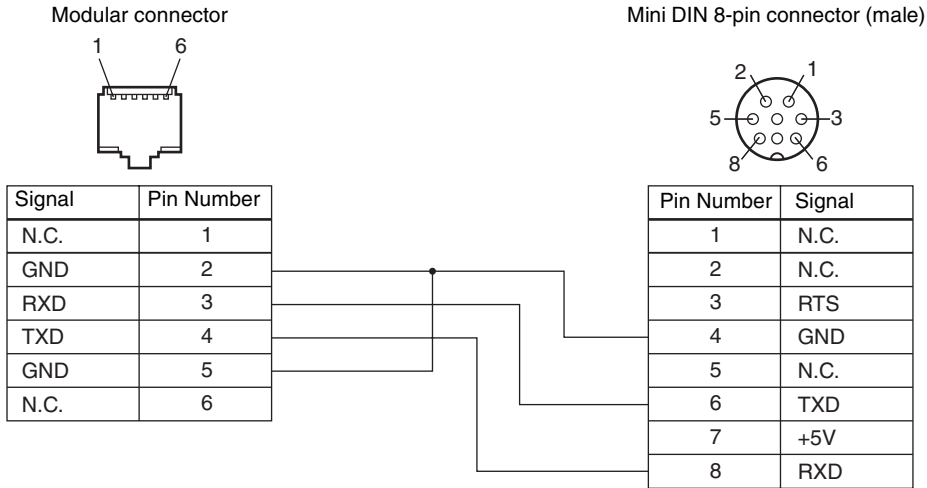 Modular connector
Mini DIN 8-pin connector (male)
1 6
2 1
5 3
8 6
Signal Pin Number
N.C. 1
GND 2
RXD 3
TXD 4
GND 5
N.C. 6
Pin Number Signal
1 N.C.
2 N.C.
3 RTS
4 GND
5 N.C.
6 TXD
7 +5V
8 RXD